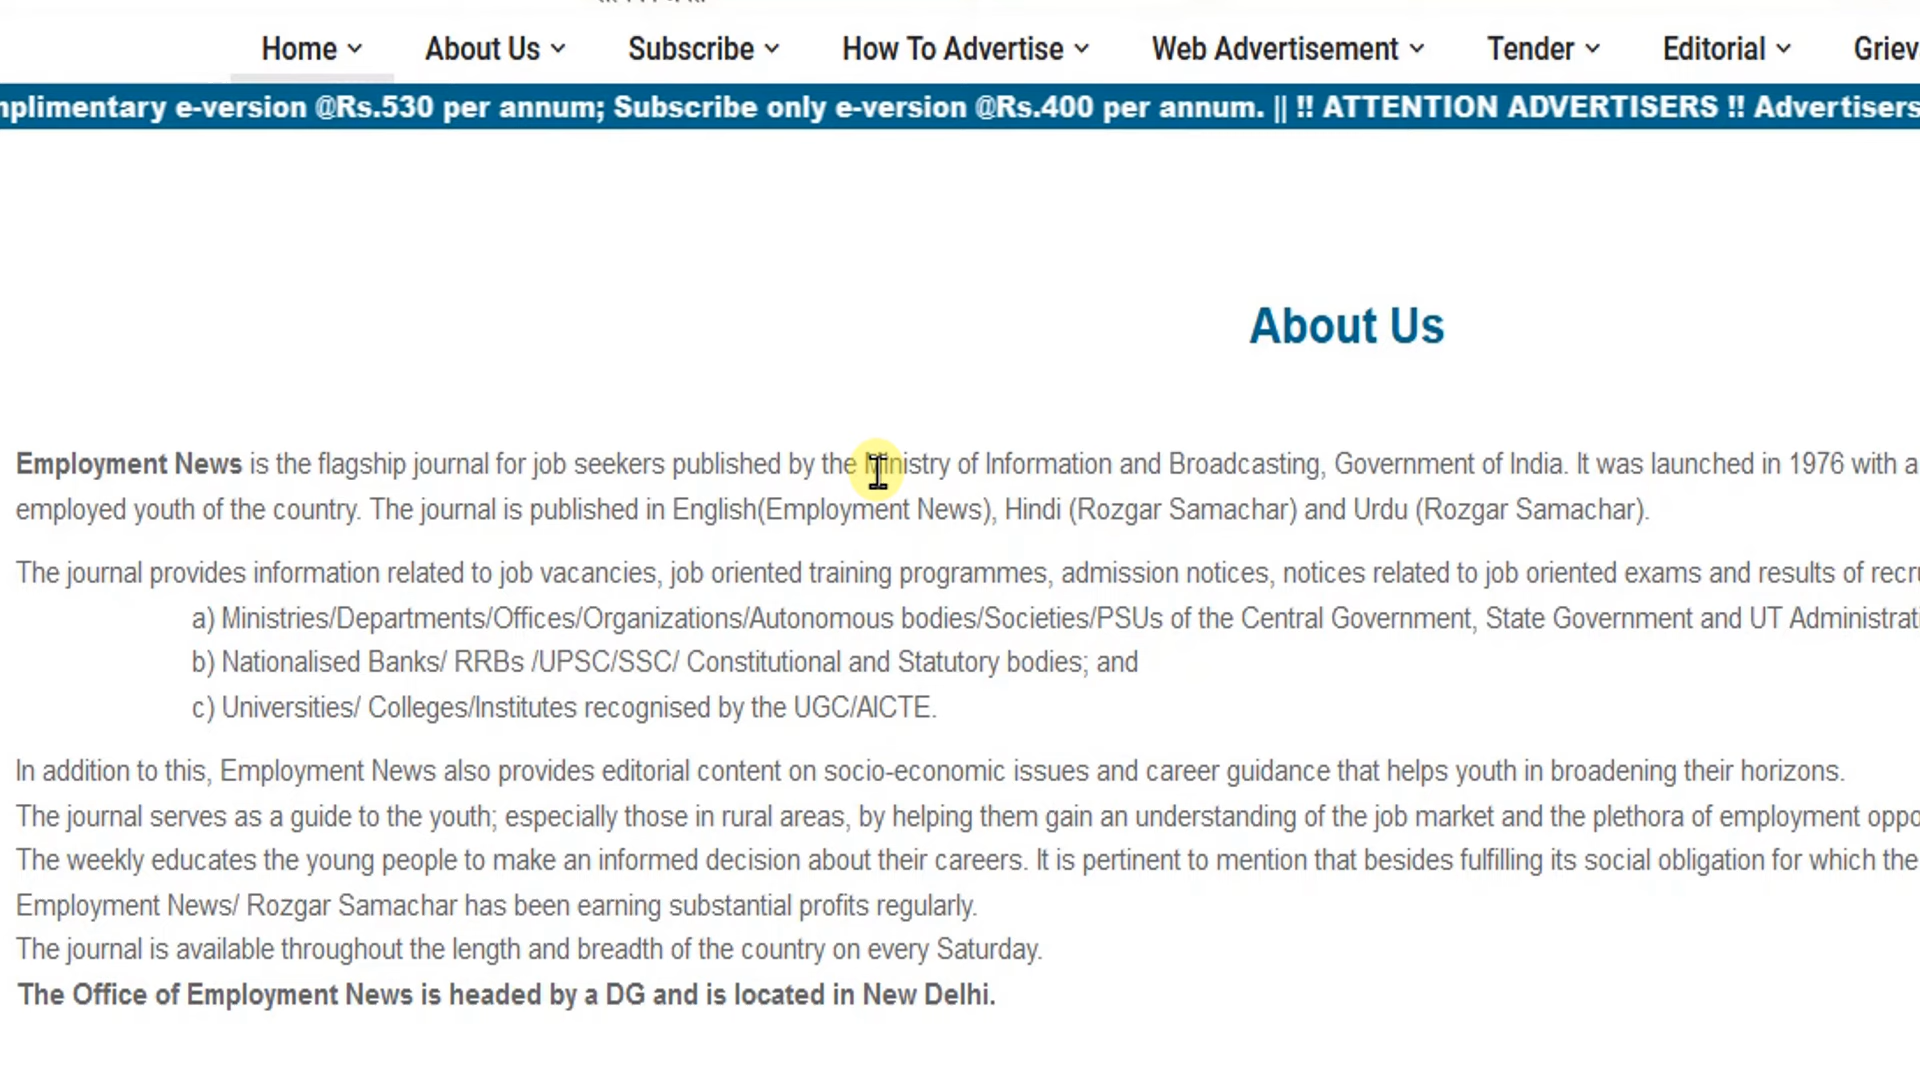 Home About Us Subscribe How To Advertise Web Advertisement Tender Editorial Griev
mplimentary e-version @Rs.530 per annum; Subscribe only e-version @Rs.400 per annum. || !! ATTENTION ADVERTISERS !! Advertisers
About Us
Employment News is the flagship journal for job seekers published by the Ministry of Information and Broadcasting, Government of India. It was launched in 1976 with a
employed youth of the country. The journal is published in English(Employment News), Hindi (Rozgar Samachar) and Urdu (Rozgar Samachar).
The journal provides information related to job vacancies, job oriented training programmes, admission notices, notices related to job oriented exams and results of recru
a) Ministries/Departments/Offices/Organizations/Autonomous bodies/Societies/PSUs of the Central Government, State Government and UT Administrati
b) Nationalised Banks/ RRBs /UPSC/SSC/ Constitutional and Statutory bodies; and
c) Universities/ Colleges/Institutes recognised by the UGC/AICTE.
In addition to this, Employment News also provides editorial content on socio-economic issues and career guidance that helps youth in broadening their horizons.
The journal serves as a guide to the youth; especially those in rural areas, by helping them gain an understanding of the job market and the plethora of employment oppo
The weekly educates the young people to make an informed decision about their careers. It is pertinent to mention that besides fulfilling its social obligation for which the
Employment News/ Rozgar Samachar has been earning substantial profits regularly.
The journal is available throughout the length and breadth of the country on every Saturday.
The Office of Employment News is headed by a DG and is located in New Delhi.